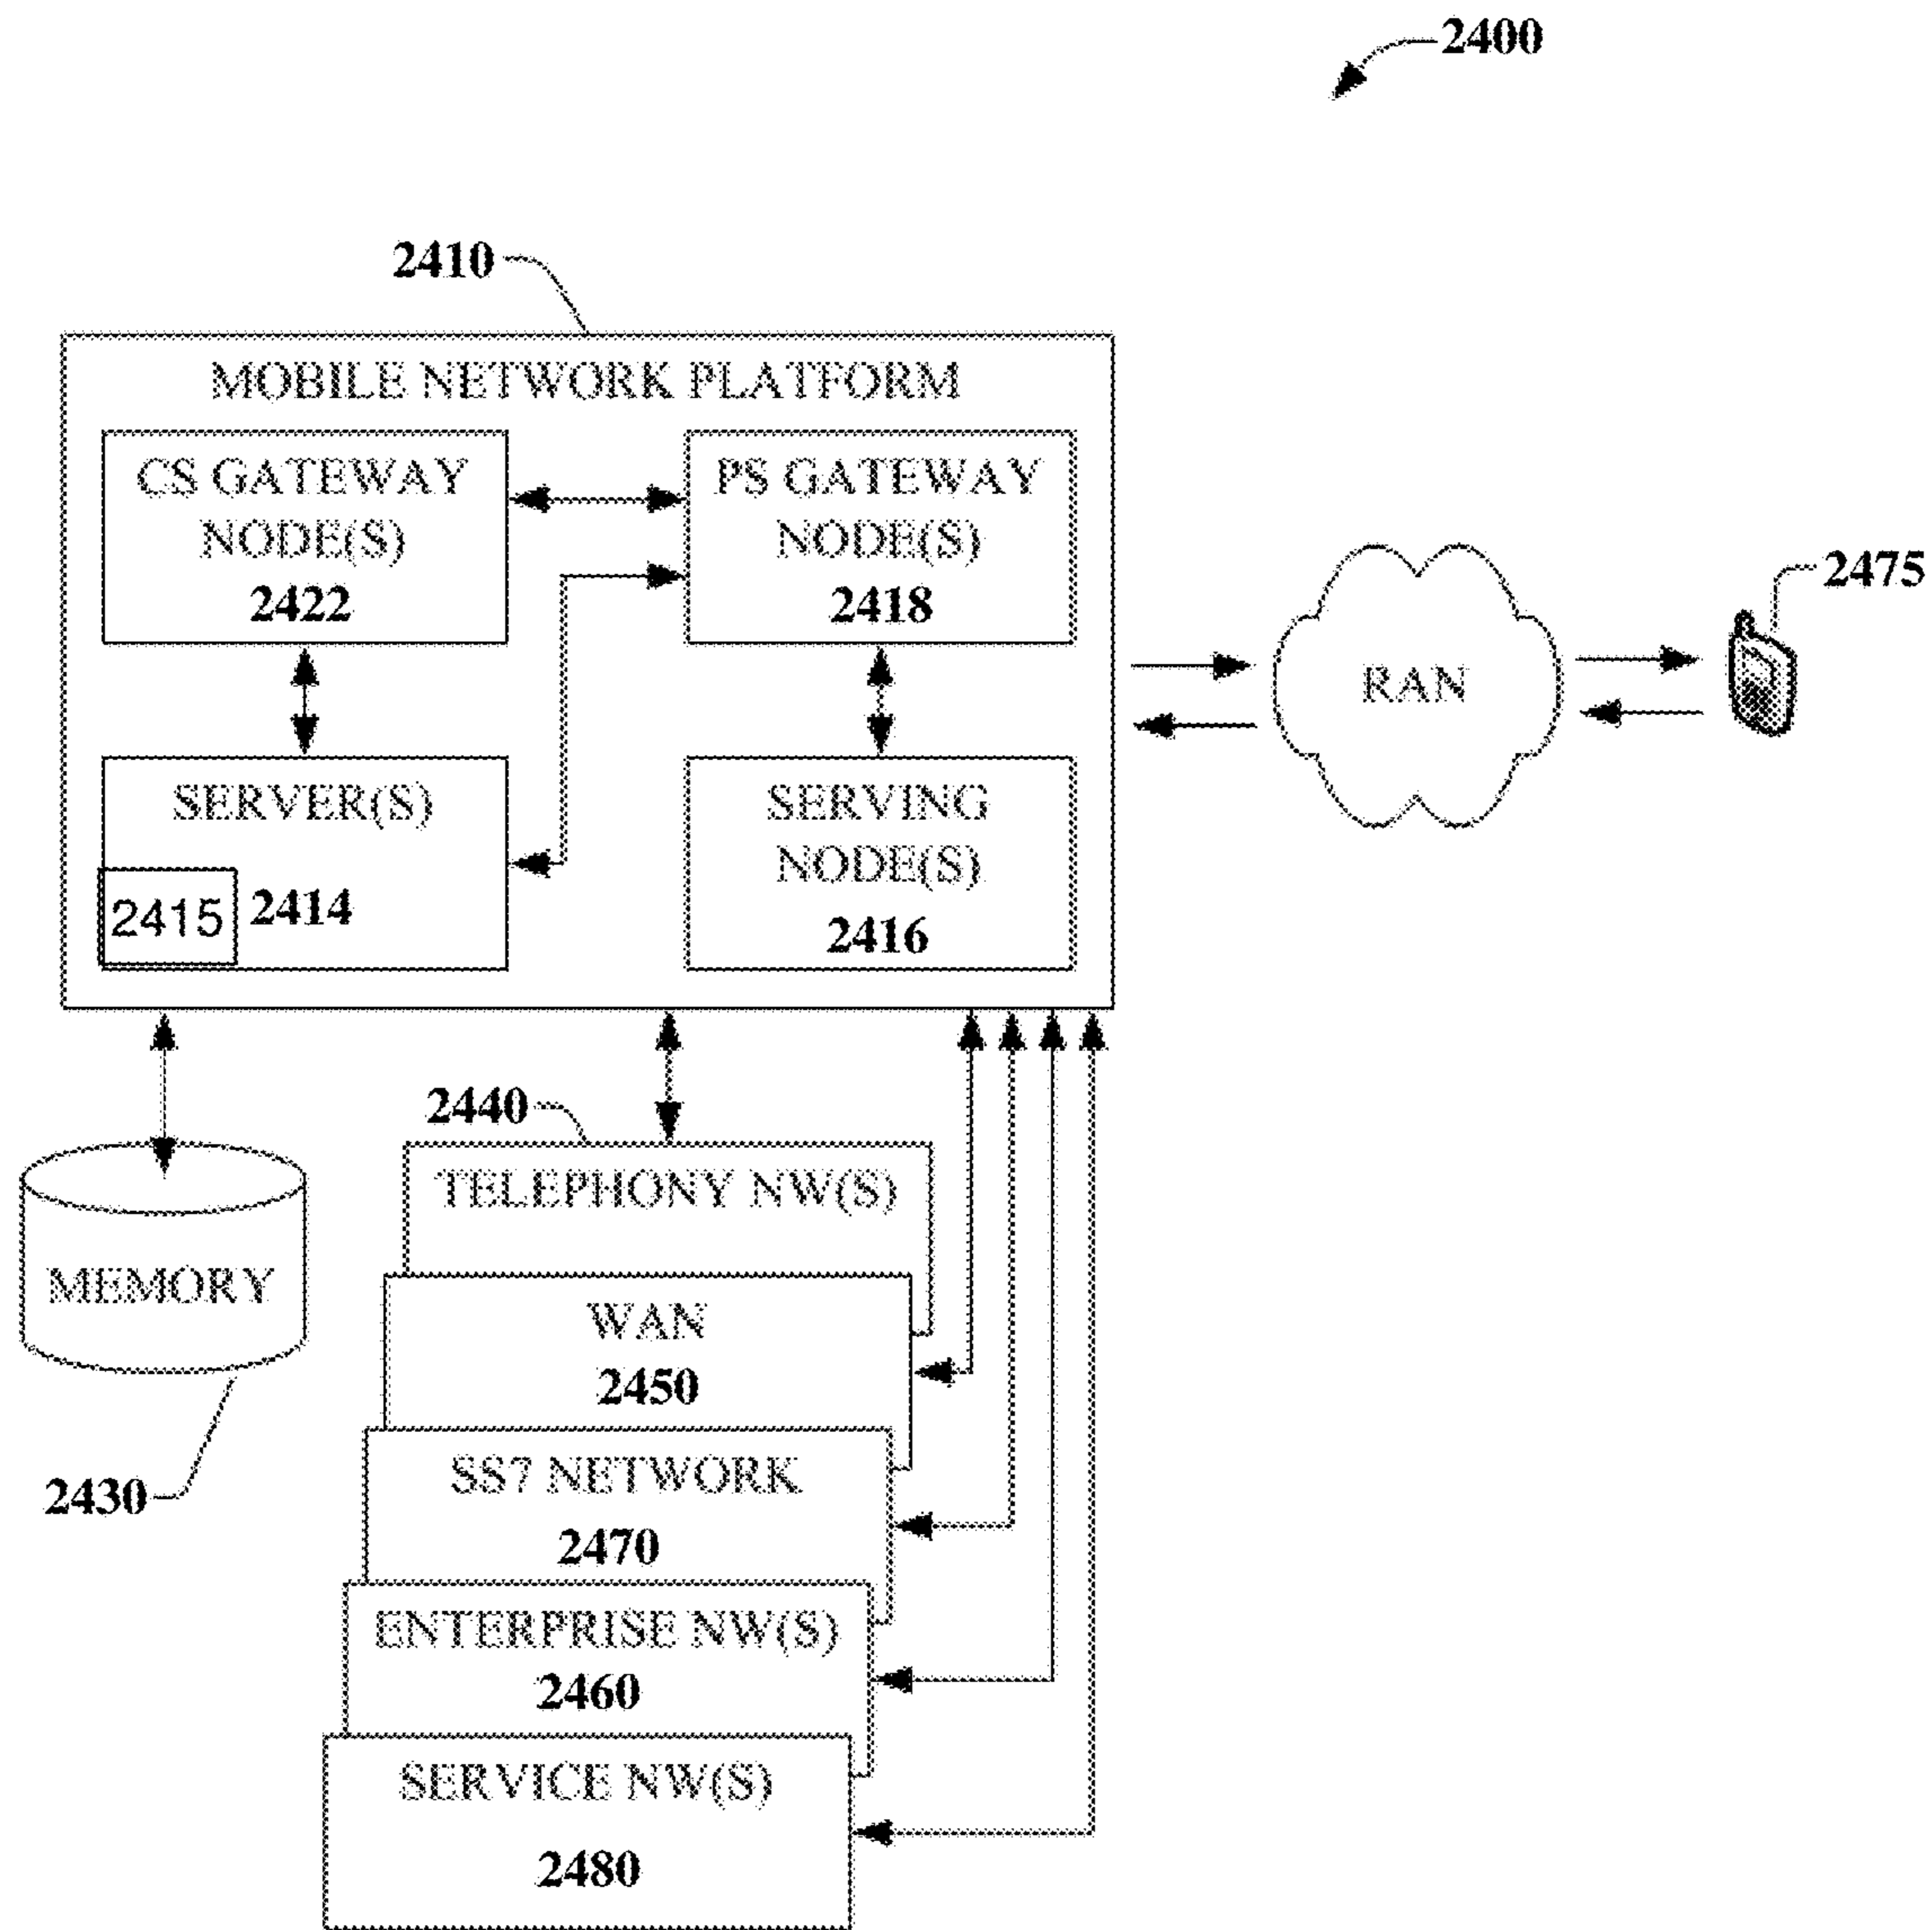 2400
2410
MOBILE NETWORK PLATFORM
CS GATEWAY
NODE(S)
2422
PS GATEWAY
NODE(S)
2418
SERVER(S)
2415
2414
SERVING
NODE(S)
2416
RAN
2475
MEMORY
2430
2440
TELEPHONY NW(S)
WAN
2450
SS7 NETWORK
2470
ENTERPRISE NW(S)
2460
SERVICE NW(S)
2480